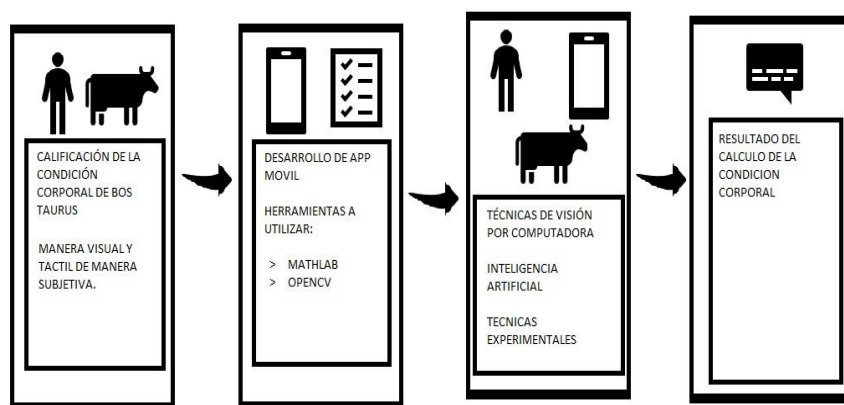 CALIFICACIÓN DE LA
CONDICIÓN
CORPORAL DE BOS
TAURUS
MANERA VISUAL Y
TACTIL DE MANERA
SUBJETIVA.
DESARROLLO DE APP
MOVIL
HERRAMIENTAS A
UTILIZAR:
> MATHLAB
> OPENCV
TÉCNICAS DE VISIÓN
POR COMPUTADORA
INTELIGENCIA
ARTIFICIAL
TECNICAS
EXPERIMENTALES
RESULTADO DEL
CALCULO DE LA
CONDICION
CORPORAL